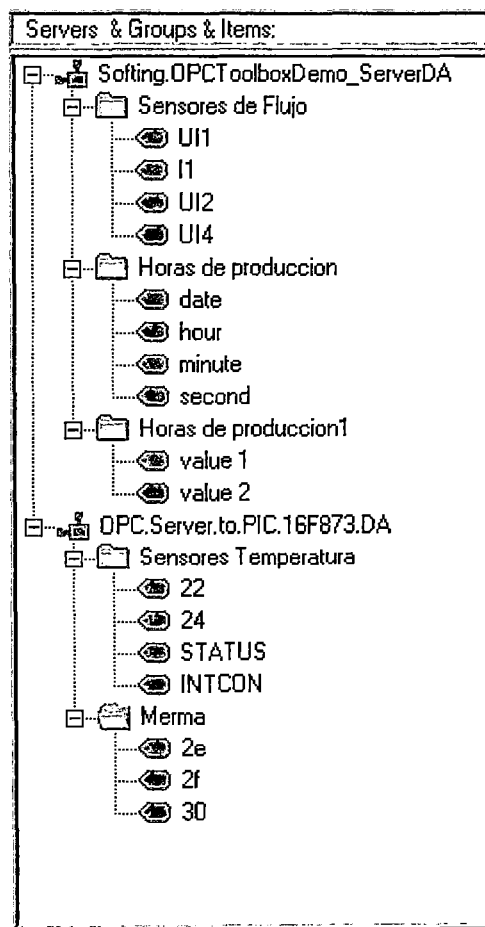 Servers & Groups & Items:
Softing.OPCToolboxDemo_ServerDA
Sensores de Flujo
UI1
I1
UI2
UI4
Horas de produccion
date
hour
minute
second
Horas de produccion1
value 1
value 2
OPC.Server.to.PIC.16F873.DA
Sensores Temperatura
22
24
STATUS
INTCON
Merma
2e
2f
30